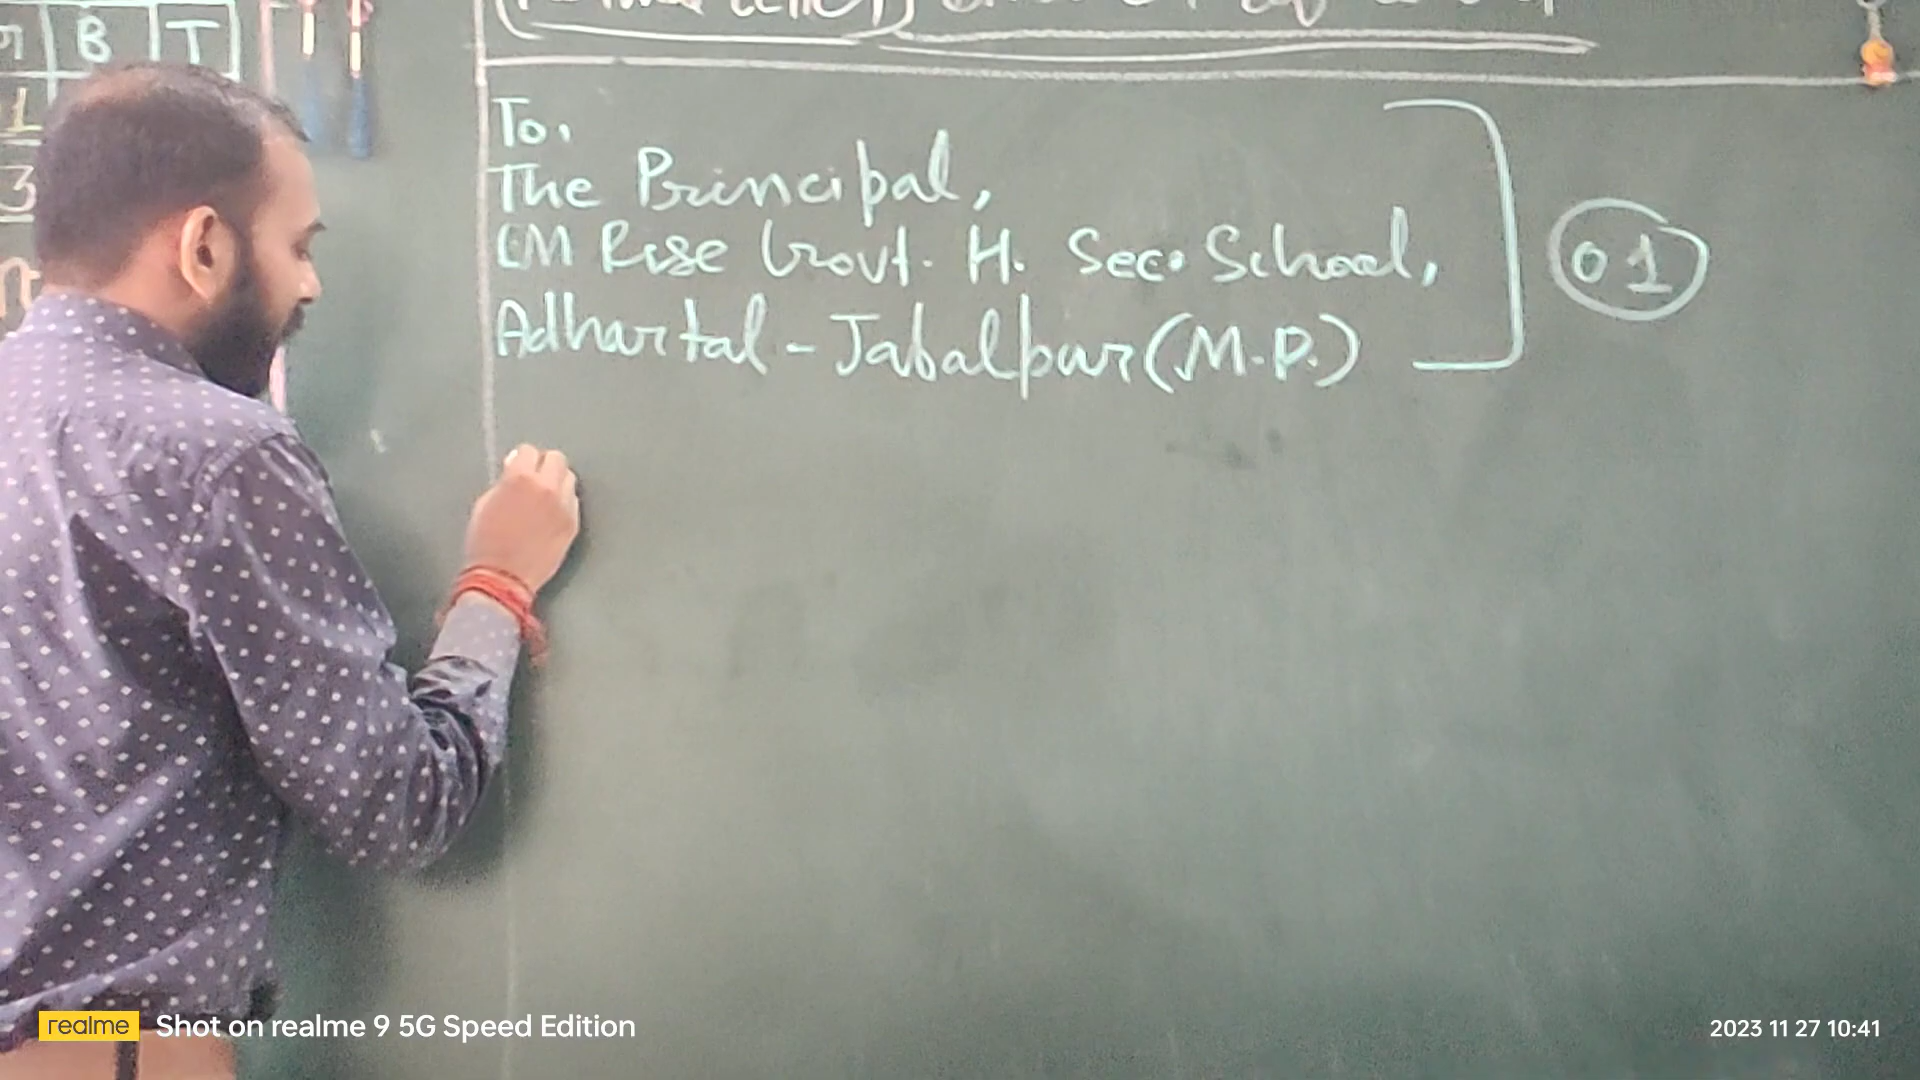 B T
1
3
To,
The Principal,
CM Rise Govt. H. Sec. School,
Adhartal - Jabalpur (M.P.)
01
realme Shot on realme 9 5G Speed Edition
2023 11 27 10:41